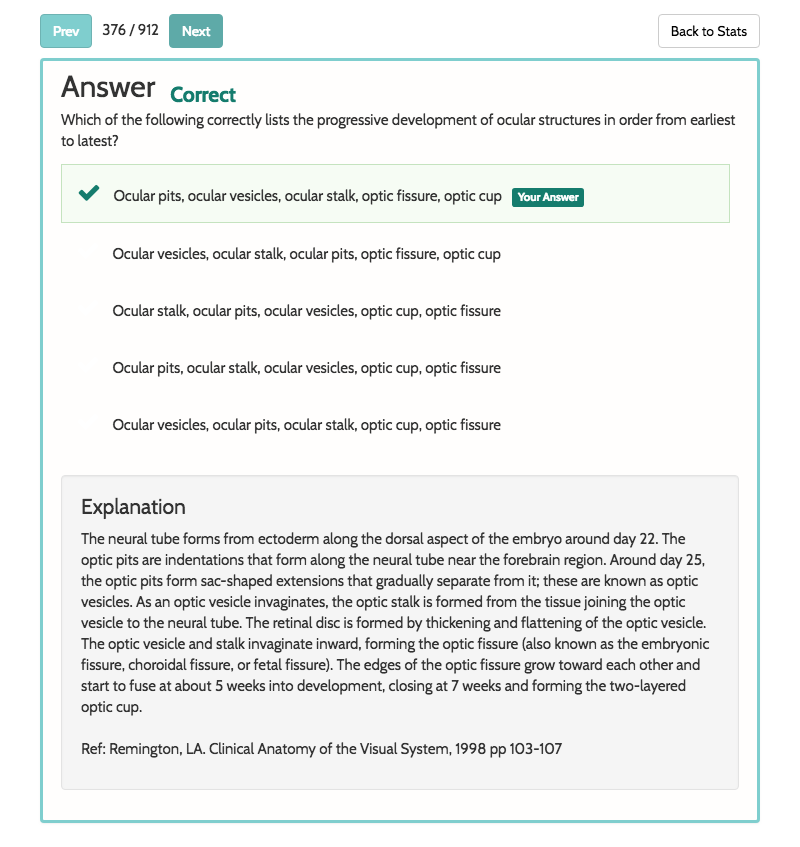 Prev 376 / 912 Next Back to Stats
Answer Correct
Which of the following correctly lists the progressive development of ocular structures in order from earliest
to latest?
Ocular pits, ocular vesicles, ocular stalk, optic fissure, optic cup Your Answer
Ocular vesicles, ocular stalk, ocular pits, optic fissure, optic cup
Ocular stalk, ocular pits, ocular vesicles, optic cup, optic fissure
Ocular pits, ocular stalk, ocular vesicles, optic cup, optic fissure
Ocular vesicles, ocular pits, ocular stalk, optic cup, optic fissure
Explanation
The neural tube forms from ectoderm along the dorsal aspect of the embryo around day 22. The
optic pits are indentations that form along the neural tube near the forebrain region. Around day 25,
the optic pits form sac-shaped extensions that gradually separate from it; these are known as optic
vesicles. As an optic vesicle invaginates, the optic stalk is formed from the tissue joining the optic
vesicle to the neural tube. The retinal disc is formed by thickening and flattening of the optic vesicle.
The optic vesicle and stalk invaginate inward, forming the optic fissure (also known as the embryonic
fissure, choroidal fissure, or fetal fissure). The edges of the optic fissure grow toward each other and
start to fuse at about 5 weeks into development, closing at 7 weeks and forming the two-layered
optic cup.
Ref: Remington, LA. Clinical Anatomy of the Visual System, 1998 pp 103-107